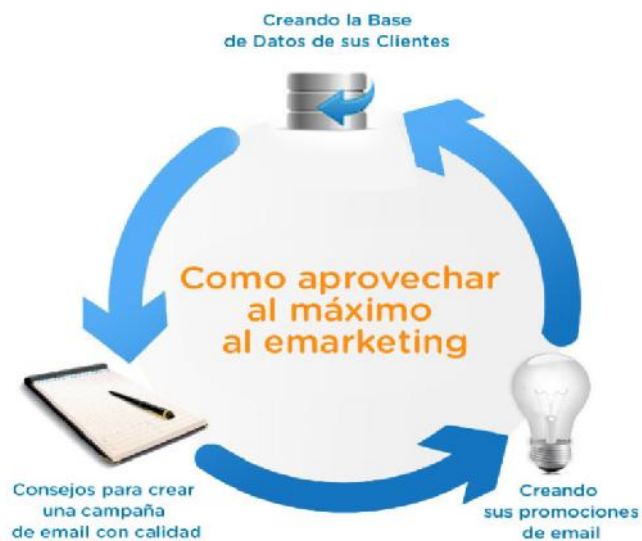 Creando la Base
de Datos de sus Clientes
Como aprovechar
al máximo
al emarketing
Consejos para crear
una campaña
de email con calidad
Creando
sus promociones
de email